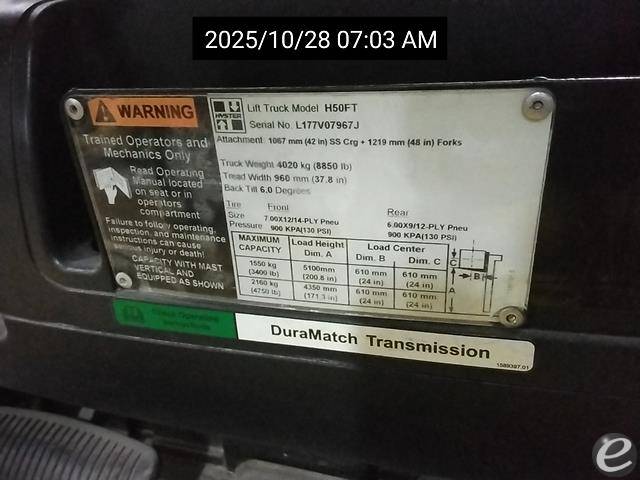 2025/10/28 07:03 AM
WARNING
Trained Operators and
Mechanics Only
Read Operating
Manual located
on seat or in
operators
compartment
Failure to follow operating,
inspection, and maintenance
instructions can cause
serious injury or death!
CAPACITY WITH MAST
VERTICAL AND
EQUIPPED AS SHOWN
HYSTER
Lift Truck Model H50FT
Serial No. L177V07967J
Attachment 1067 mm (42 in) SS Crg + 1219 mm (48 in) Forks
Truck Weight 4020 kg (8850 lb)
Tread Width 960 mm (37.8 in)
Back Tilt 6.0 Degrees
Tire Front Rear
Size 7.00X12/14-PLY Pneu 6.00X9/12-PLY Pneu
Pressure 900 KPA(130 PSI) 900 KPA(130 PSI)
MAXIMUM CAPACITY Load Height Dim. A Load Center Dim. B Dim. C
1550 kg (3400 lb) 5100mm (200.8 in) 610 mm (24 in) 610 mm (24 in)
2160 kg (4750 lb) 4350 mm (171.3 in) 610 mm (24 in) 610 mm (24 in)
C
B
A
Check Operating
Instructions
DuraMatch Transmission
1589397.01
e